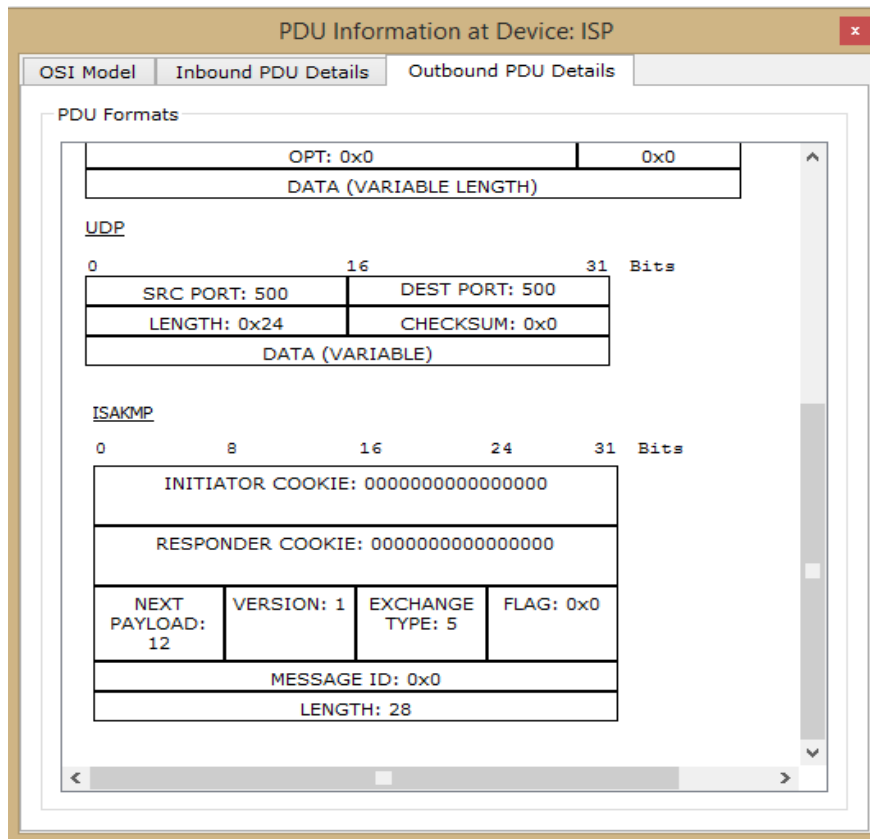 PDU Information at Device: ISP
x
OSI Model Inbound PDU Details Outbound PDU Details
PDU Formats
OPT: 0x0 0x0
DATA (VARIABLE LENGTH)
UDP
0 16 31 Bits
SRC PORT: 500 DEST PORT: 500
LENGTH: 0x24 CHECKSUM: 0x0
DATA (VARIABLE)
ISAKMP
0 8 16 24 31 Bits
INITIATOR COOKIE: 0000000000000000
RESPONDER COOKIE: 0000000000000000
NEXT VERSION: 1 EXCHANGE FLAG: 0x0
PAYLOAD: TYPE: 5
12
MESSAGE ID: 0x0
LENGTH: 28